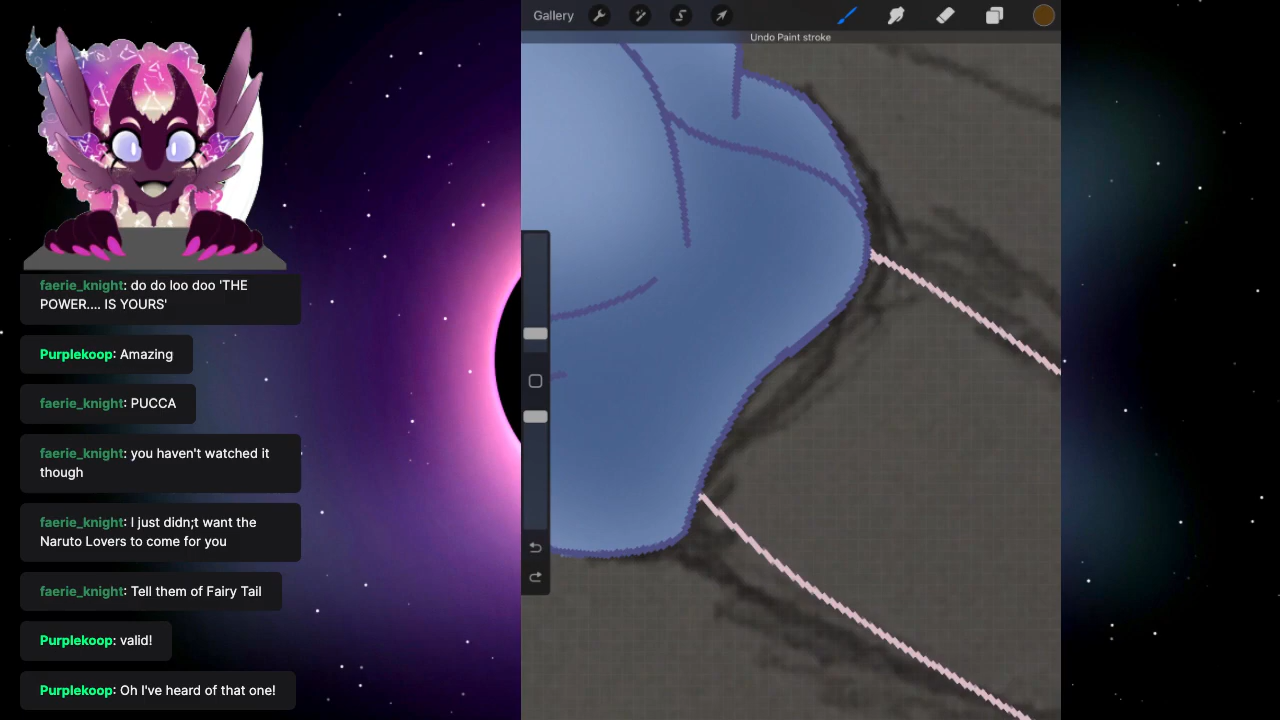 Gallery
Undo Paint stroke
faerie_knight: do do loo doo 'THE
POWER.... IS YOURS'
Purplekoop: Amazing
faerie_knight: PUCCA
faerie_knight: you haven't watched it
though
faerie_knight: I just didn;t want the
Naruto Lovers to come for you
faerie_knight: Tell them of Fairy Tail
Purplekoop: valid!
Purplekoop: Oh I've heard of that one!